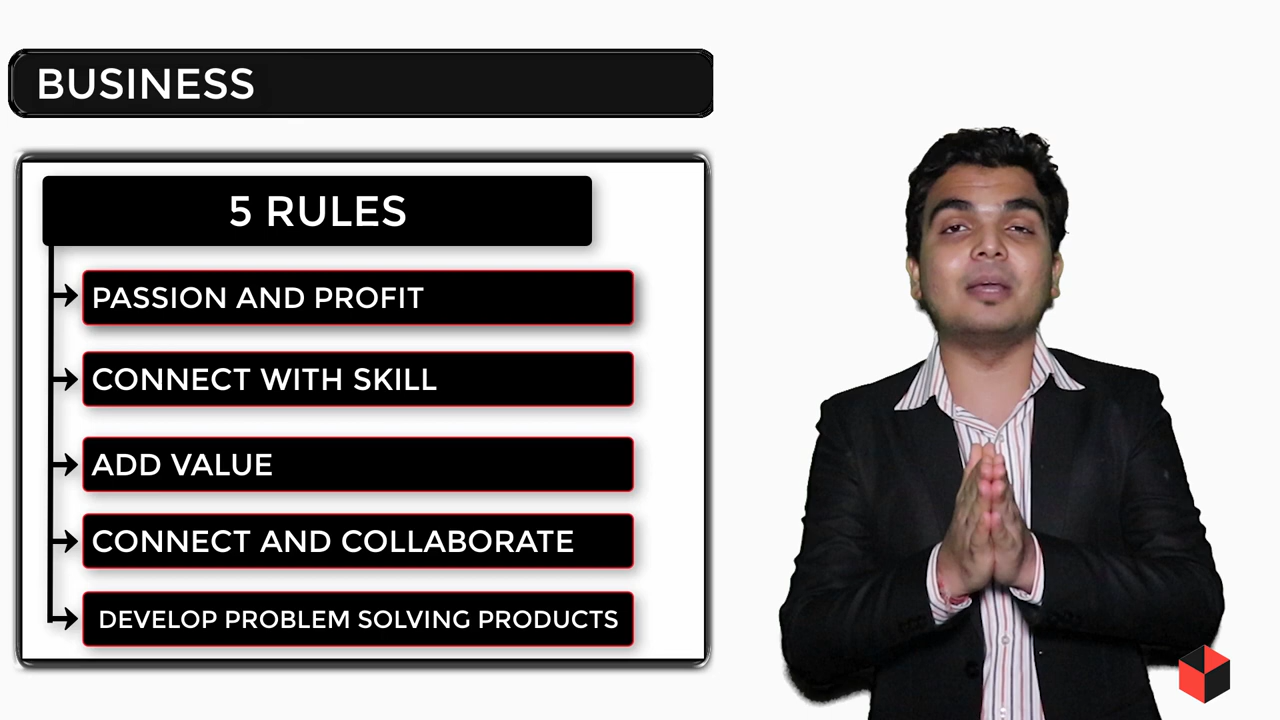 BUSINESS
5 RULES
PASSION AND PROFIT
CONNECT WITH SKILL
ADD VALUE
CONNECT AND COLLABORATE
DEVELOP PROBLEM SOLVING PRODUCTS